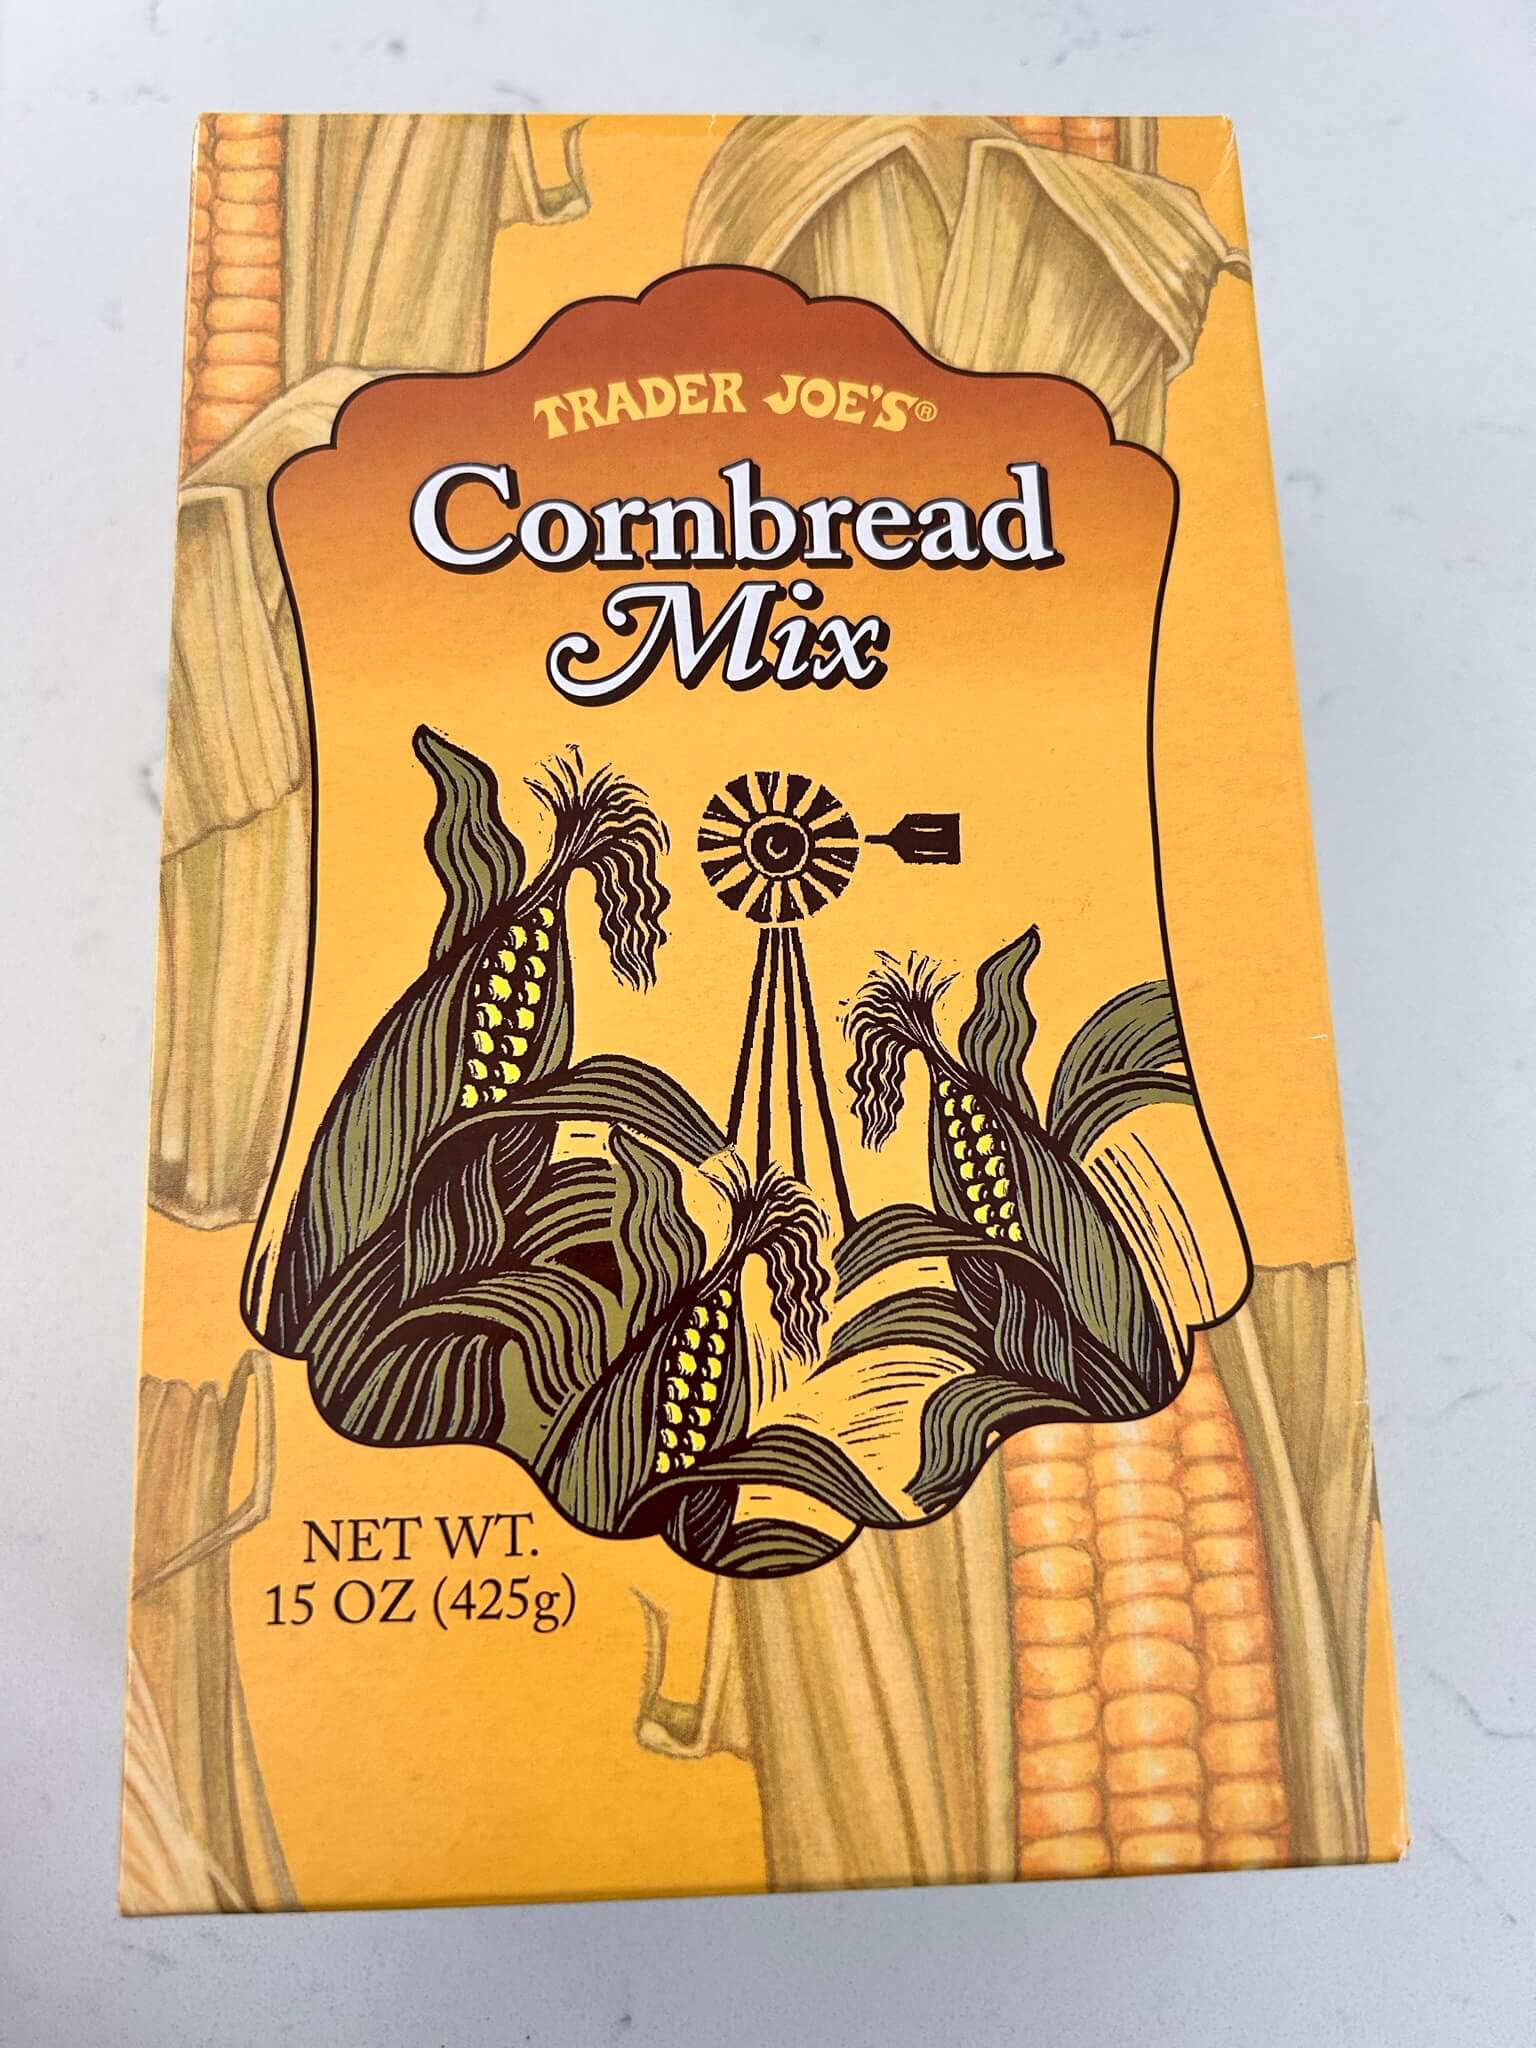 TRADER JOE'S®
Cornbread
Mix
NET WT.
15 OZ (425g)